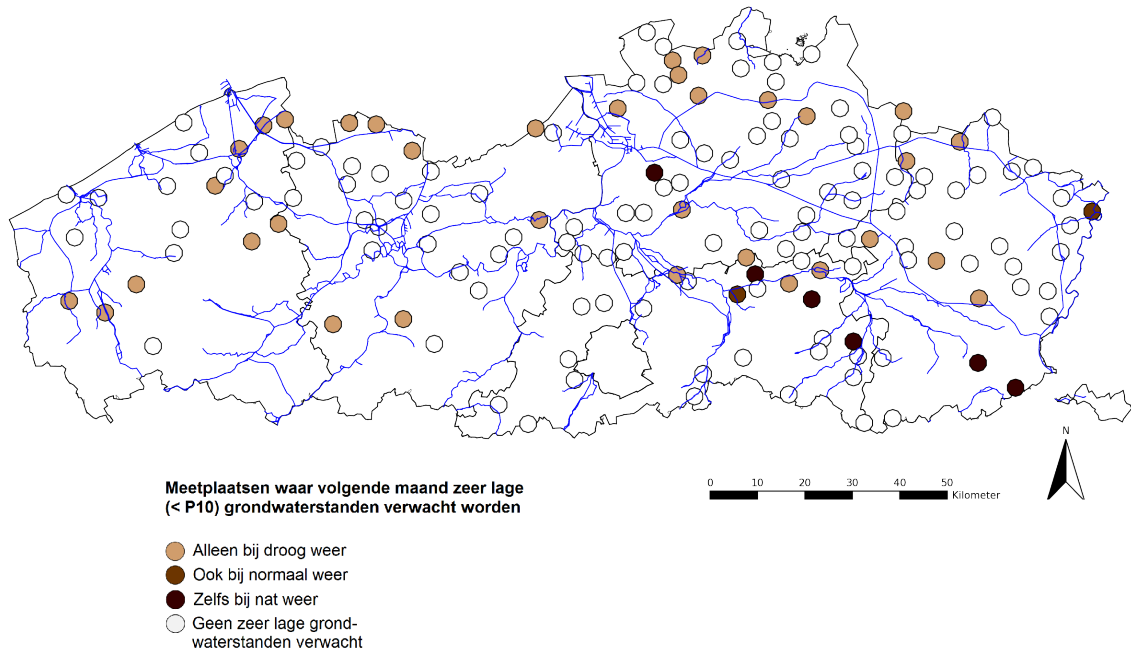 N
0 10 20 30 40 50
Kilometer
Meetplaatsen waar volgende maand zeer lage
(< P10) grondwaterstanden verwacht worden
Alleen bij droog weer
Ook bij normaal weer
Zelfs bij nat weer
Geen zeer lage grond-
waterstanden verwacht